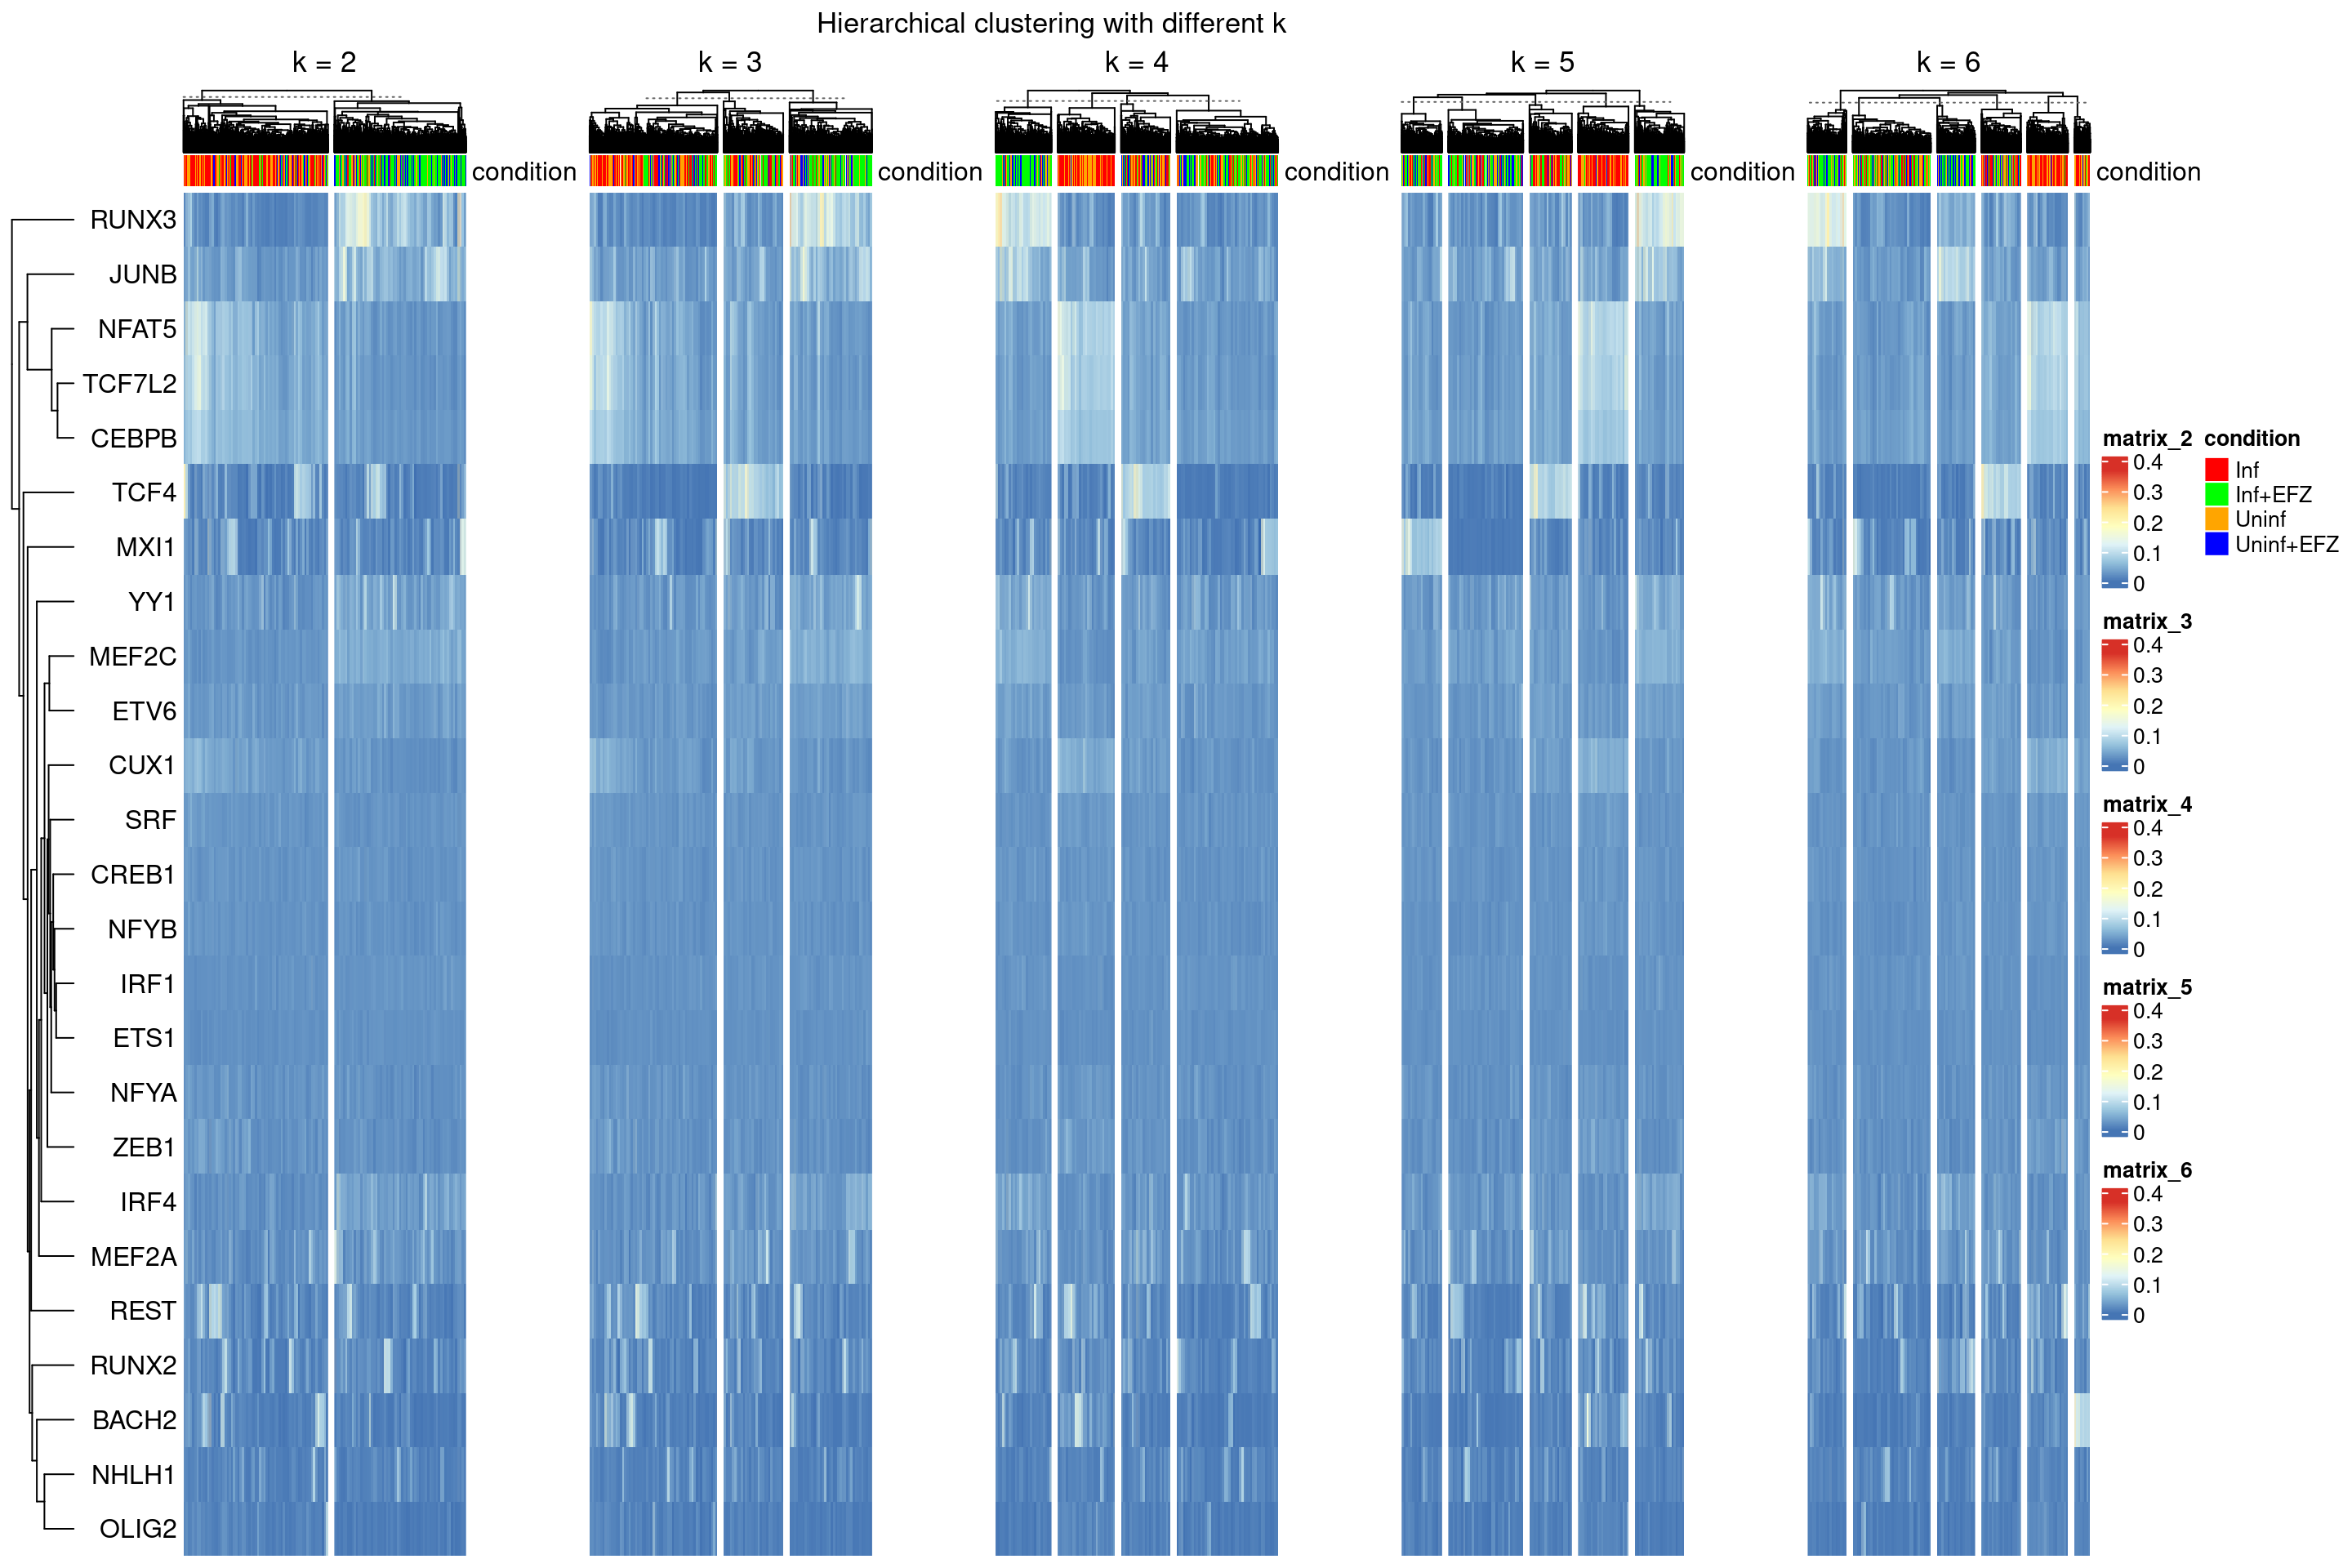 Hierarchical clustering with different k
k = 2
k = 3
k = 4
k = 5
k = 6
condition
condition
condition
condition
condition
RUNX3
JUNB
NFAT5
TCF7L2
CEBPB
TCF4
MXI1
YY1
MEF2C
ETV6
CUX1
SRF
CREB1
NFYB
IRF1
ETS1
NFYA
ZEB1
IRF4
MEF2A
REST
RUNX2
BACH2
NHLH1
OLIG2
matrix_2
0.4
0.3
0.2
0.1
0
matrix_3
0.4
0.3
0.2
0.1
0
matrix_4
0.4
0.3
0.2
0.1
0
matrix_5
0.4
0.3
0.2
0.1
0
matrix_6
0.4
0.3
0.2
0.1
0
condition
Inf
Inf+EFZ
Uninf
Uninf+EFZ